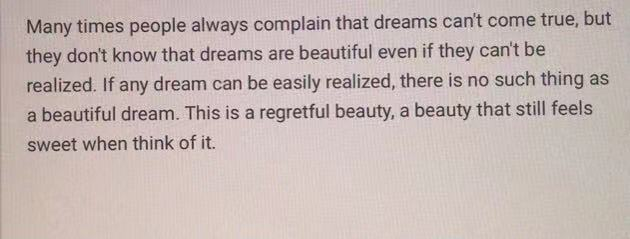 Many times people always complain that dreams can't come true, but
they don't know that dreams are beautiful even if they can't be
realized. If any dream can be easily realized, there is no such thing as
a beautiful dream. This is a regretful beauty, a beauty that still feels
sweet when think of it.